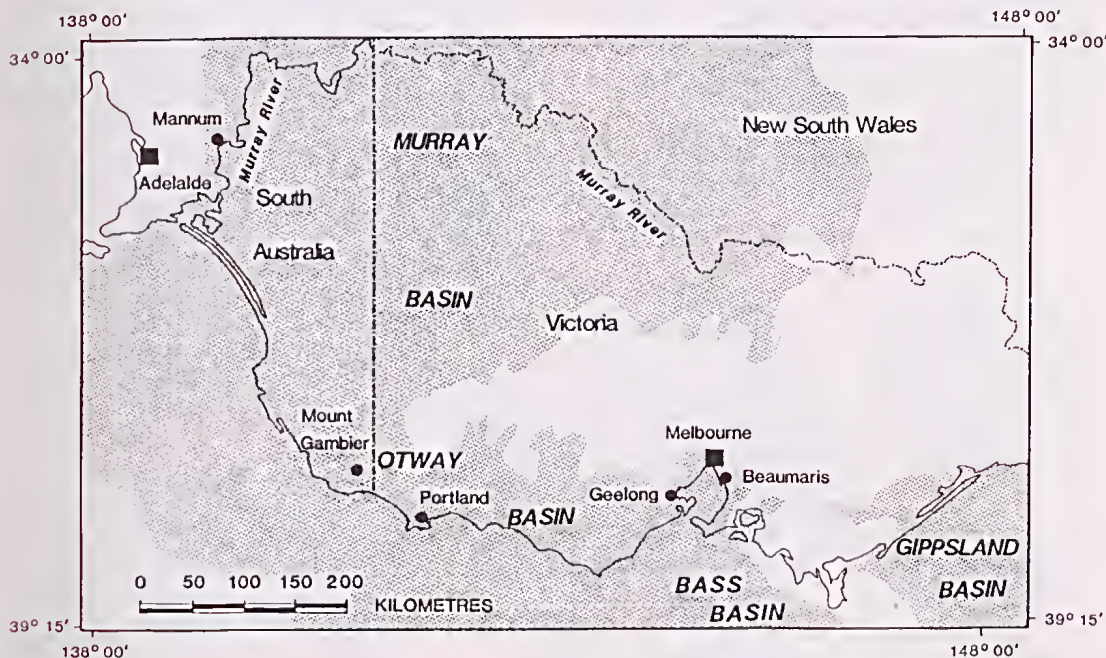 138° 00′
148° 00′
34° 00′
34° 00′
Mannum
Murray River
Adelaide
MURRAY
New South Wales
South
Murray River
Australia
BASIN
Victoria
Mount
Gambier
Melbourne
OTWAY
Beaumaris
Geelong
Portland
BASIN
GIPPSLAND
BASS
BASIN
BASIN
0 50 100 150 200
KILOMETRES
39° 15′
39° 15′
138° 00′
148° 00′